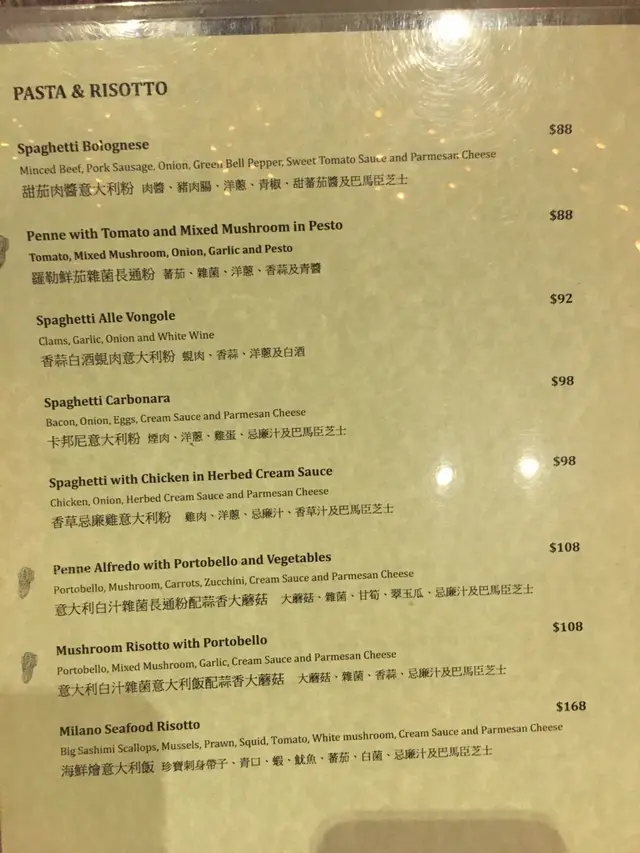 PASTA & RISOTTO
Spaghetti Bolognese $88
Minced Beef, Pork Sausage, Onion, Green Bell Pepper, Sweet Tomato Sauce and Parmesan Cheese
甜茄肉醬意大利粉 肉醬、豬肉腸、洋蔥、青椒、甜蕃茄醬及巴馬臣芝士
Penne with Tomato and Mixed Mushroom in Pesto $88
Tomato, Mixed Mushroom, Onion, Garlic and Pesto
羅勒鮮茄雜菌長通粉 蕃茄、雜菌、洋蔥、香蒜及青醬
Spaghetti Alle Vongole $92
Clams, Garlic, Onion and White Wine
香蒜白酒蜆肉意大利粉 蜆肉、香蒜、洋蔥及白酒
Spaghetti Carbonara $98
Bacon, Onion, Eggs, Cream Sauce and Parmesan Cheese
卡邦尼意大利粉 煙肉、洋蔥、雞蛋、忌廉汁及巴馬臣芝士
Spaghetti with Chicken in Herbed Cream Sauce $98
Chicken, Onion, Herbed Cream Sauce and Parmesan Cheese
香草忌廉雞意大利粉 雞肉、洋蔥、忌廉汁、香草汁及巴馬臣芝士
Penne Alfredo with Portobello and Vegetables $108
Portobello, Mushroom, Carrots, Zucchini, Cream Sauce and Parmesan Cheese
意大利白汁雜菌長通粉配蒜香大蘑菇 大蘑菇、雜菌、甘筍、翠玉瓜、忌廉汁及巴馬臣芝士
Mushroom Risotto with Portobello $108
Portobello, Mixed Mushroom, Garlic, Cream Sauce and Parmesan Cheese
意大利白汁雜菌意大利飯配蒜香大蘑菇 大蘑菇、雜菌、香蒜、忌廉汁及巴馬臣芝士
Milano Seafood Risotto $168
Big Sashimi Scallops, Mussels, Prawn, Squid, Tomato, White mushroom, Cream Sauce and Parmesan Cheese
海鮮燴意大利飯 珍寶刺身帶子、青口、蝦、魷魚、蕃茄、白菌、忌廉汁及巴馬臣芝士